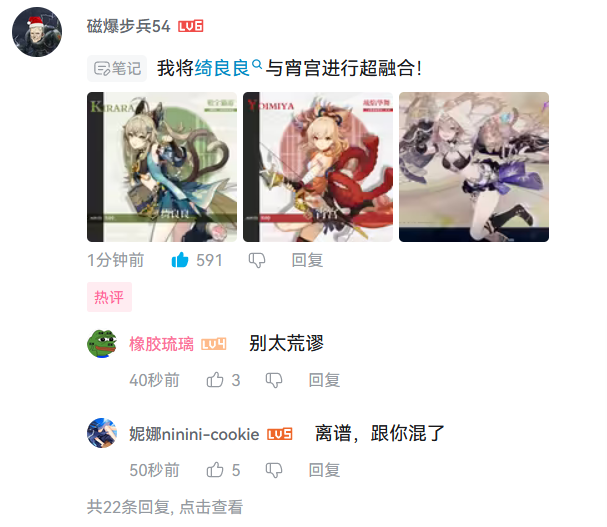 磁爆步兵54 LV6
笔记 我将绮良良与宵宫进行超融合！
KIRARA
YOIMIYA
绮良良
宵宫
1分钟前 591 回复
热评
橡胶琉璃 LV4 别太荒谬
40秒前 3 回复
妮娜ninini-cookie LV5 离谱，跟你混了
50秒前 5 回复
共22条回复, 点击查看